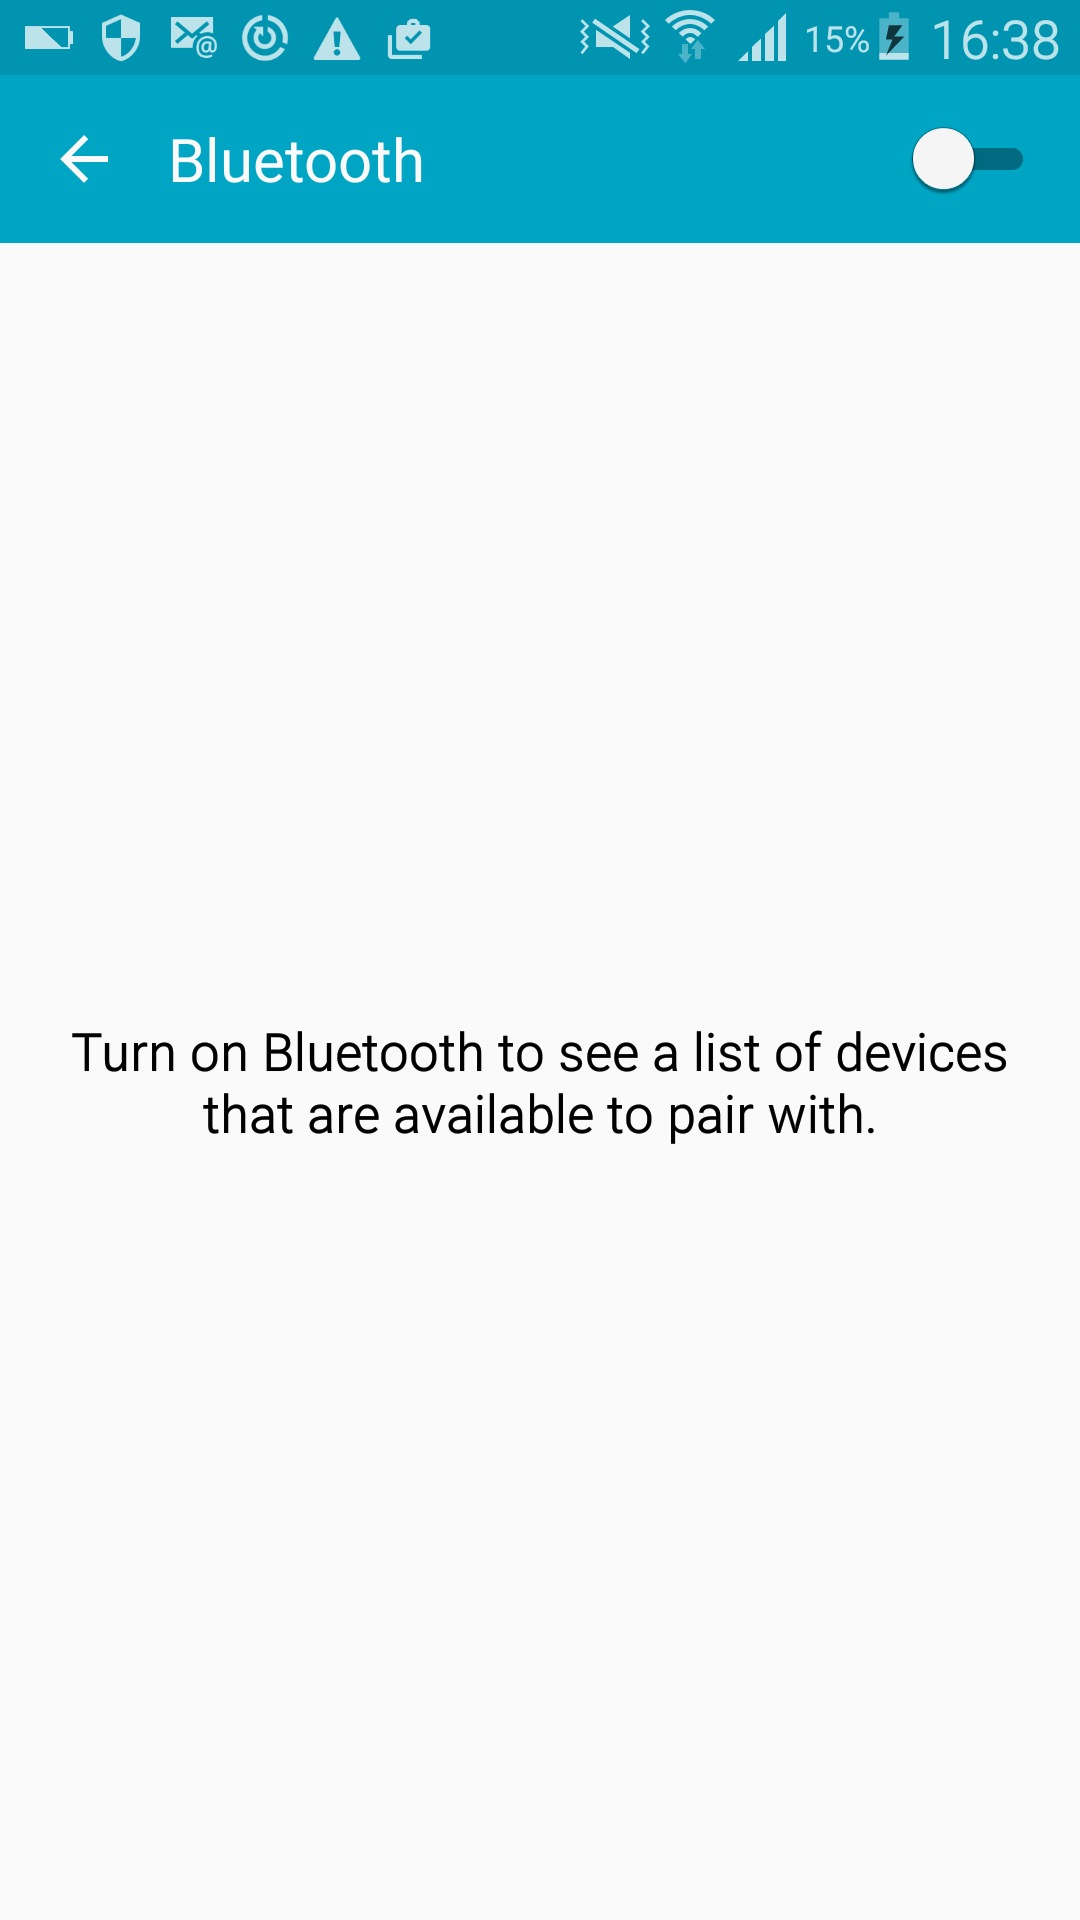 15% 16:38
Bluetooth
Turn on Bluetooth to see a list of devices
that are available to pair with.